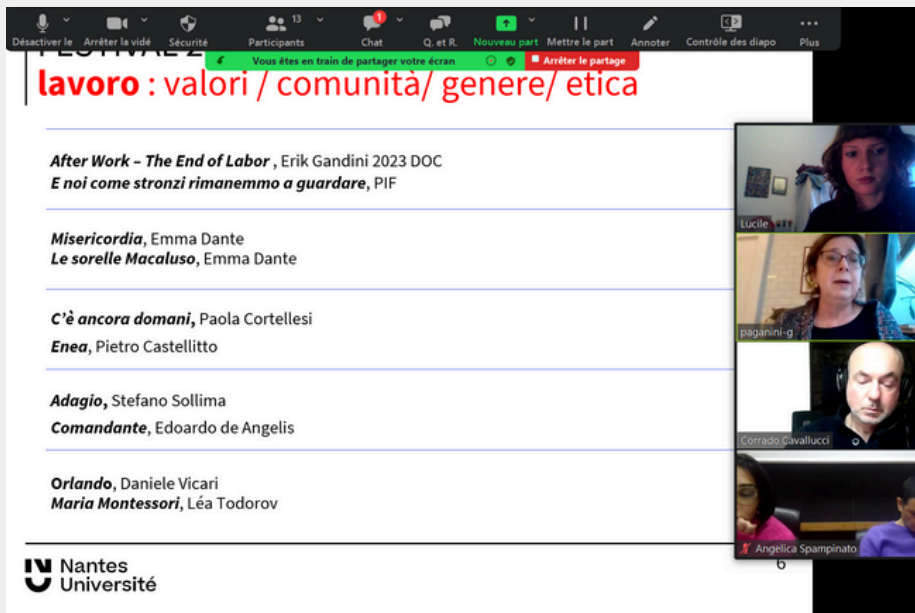 13
1
Désactiver le
Arrêter la vidé
Sécurité
Participants
Chat
Q. et R.
Nouveau part
Mettre le part
Annoter
Contrôle des diapo
Plus
Vous êtes en train de partager votre écran
Arrêter le partage
lavoro : valori / comunità/ genere/ etica
After Work – The End of Labor , Erik Gandini 2023 DOC
E noi come stronzi rimanemmo a guardare, PIF
Misericordia, Emma Dante
Le sorelle Macaluso, Emma Dante
C'è ancora domani, Paola Cortellesi
Enea, Pietro Castellitto
Adagio, Stefano Sollima
Comandante, Edoardo de Angelis
Orlando, Daniele Vicari
Maria Montessori, Léa Todorov
Lucile
paganini-g
Corrado Cavallucci
Angelica Spampinato
6
Nantes
Université